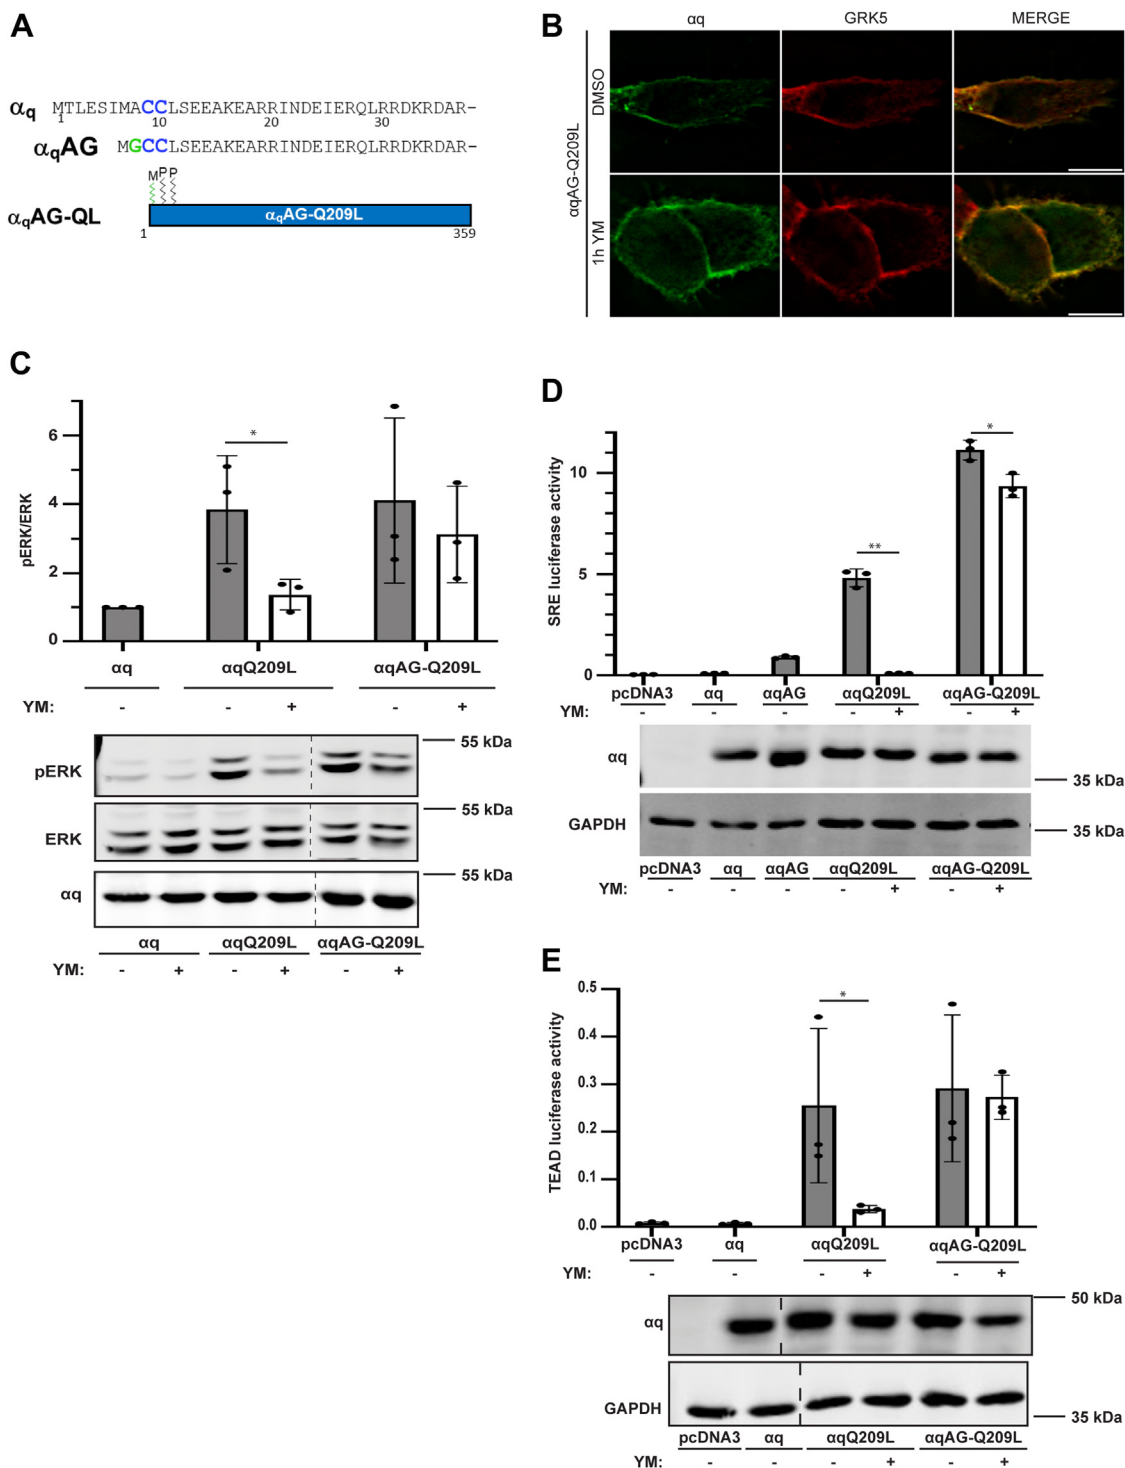 A
αq MTLESIMACCLSEEAKEARRINDEIERQLRRDKRDAR–
1 10 20 30
αqAG MGCCLSEEAKEARRINDEIERQLRRDKRDAR–
M P P
αqAG-QL αqAG-Q209L
1 359
B
αq GRK5 MERGE
αqAG-Q209L
DMSO
1h YM
C
pERK/ERK
6
4
2
0
αq αqQ209L αqAG-Q209L
*
YM: - - + - +
pERK 55 kDa
ERK 55 kDa
αq 55 kDa
αq αqQ209L αqAG-Q209L
YM: - + - + - +
D
SRE luciferase activity
10
5
0
** *
pcDNA3 αq αqAG αqQ209L αqAG-Q209L
YM: - - - - + - +
αq 35 kDa
GAPDH 35 kDa
pcDNA3 αq αqAG αqQ209L αqAG-Q209L
YM: - - - - + - +
E
TEAD luciferase activity
0.5
0.4
0.3
0.2
0.1
0.0
*
pcDNA3 αq αqQ209L αqAG-Q209L
YM: - - - + - +
αq 50 kDa
GAPDH 35 kDa
pcDNA3 αq αqQ209L αqAG-Q209L
YM: - - - + - +